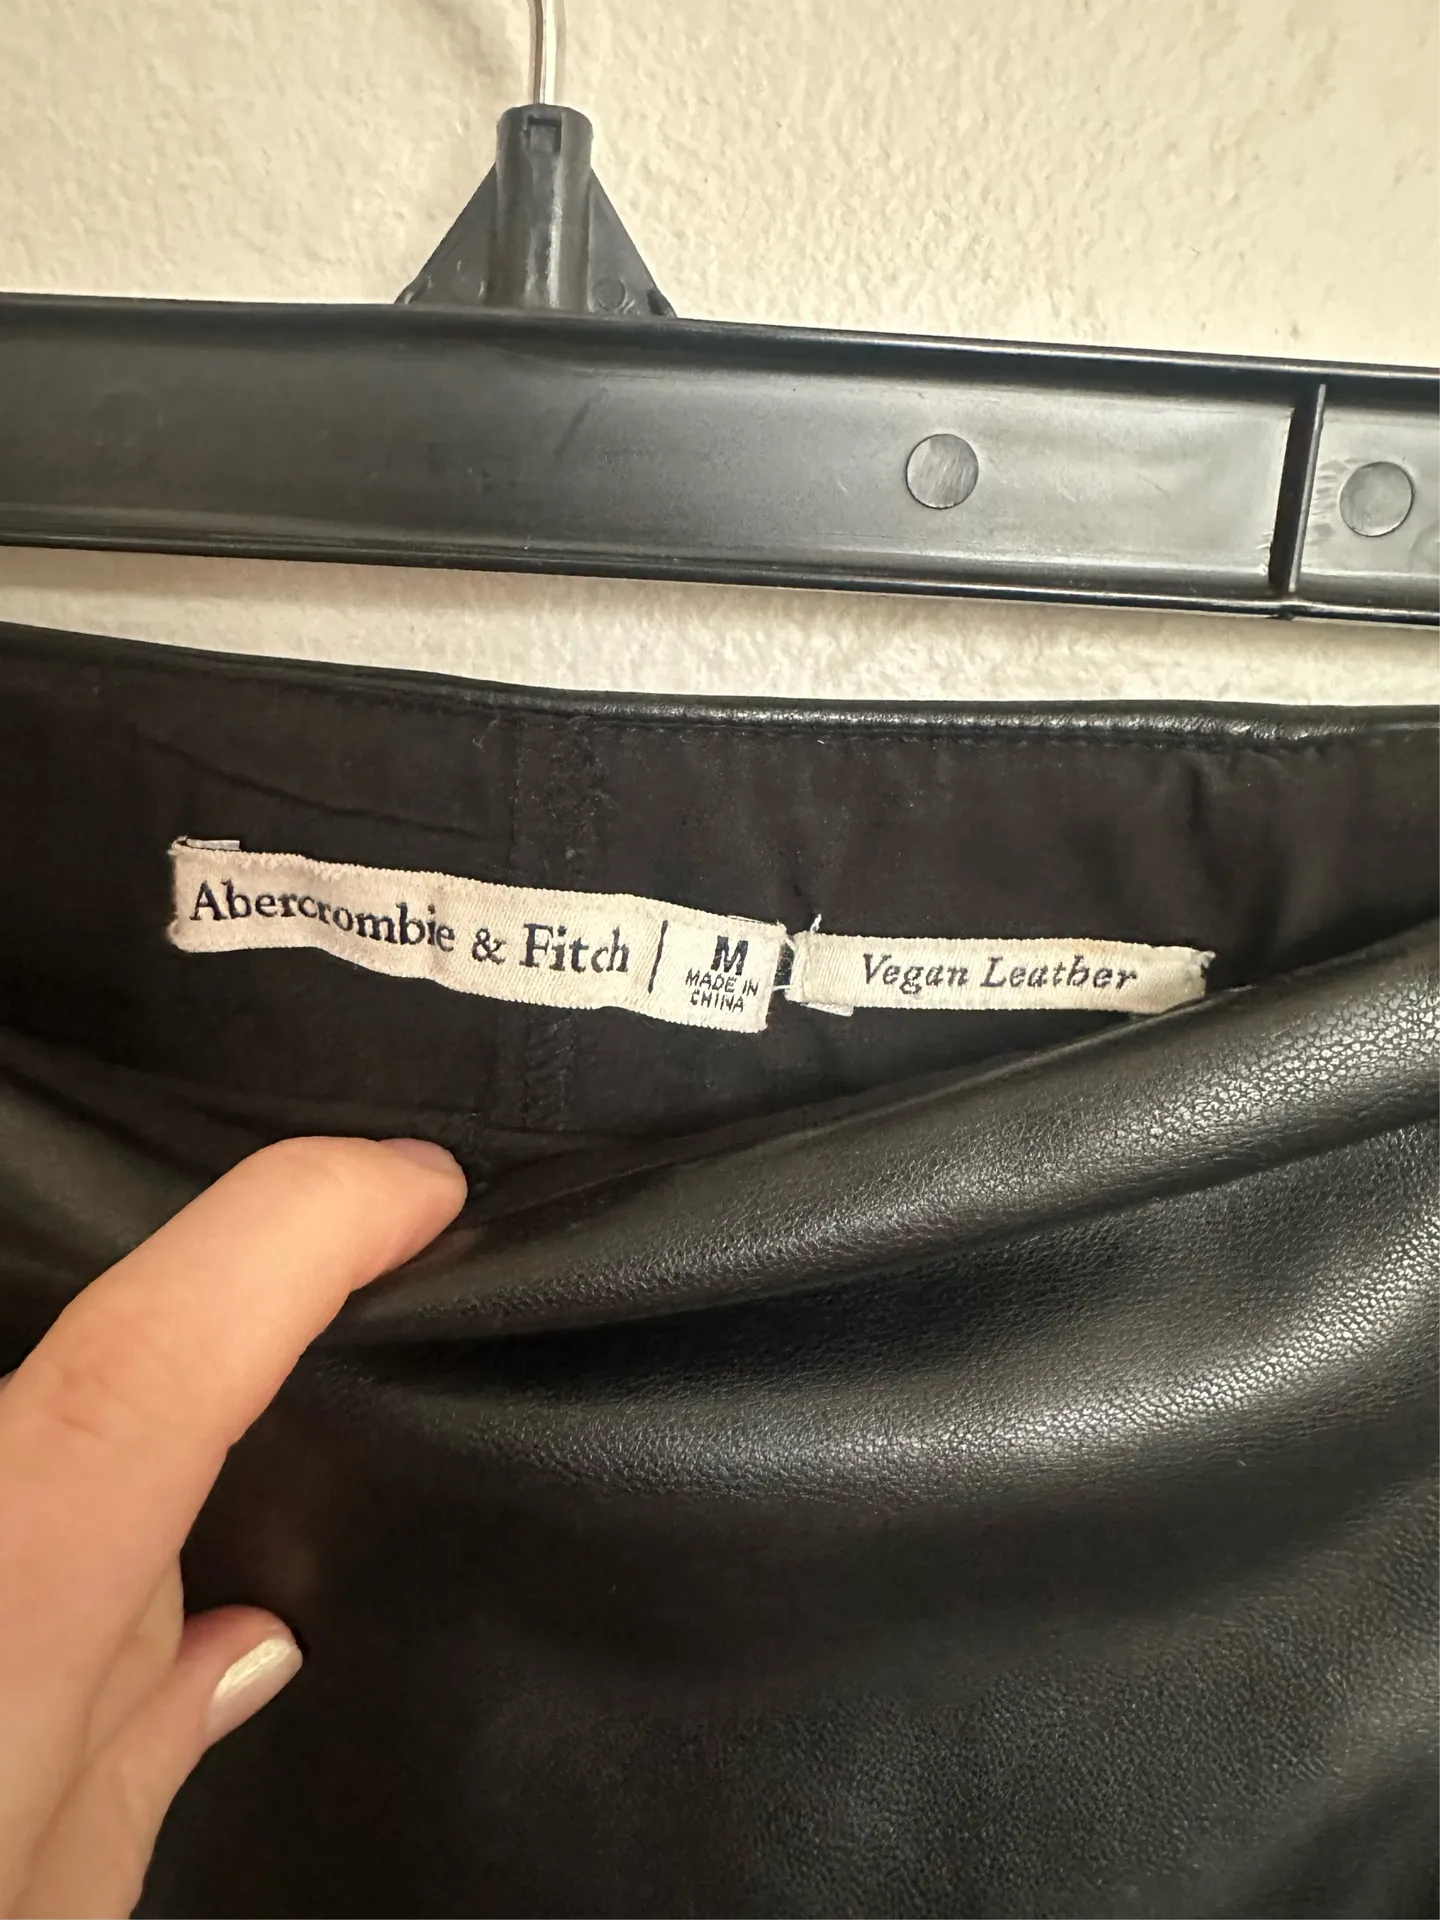 Abercrombie & Fitch | M
MADE IN
CHINA
Vegan Leather